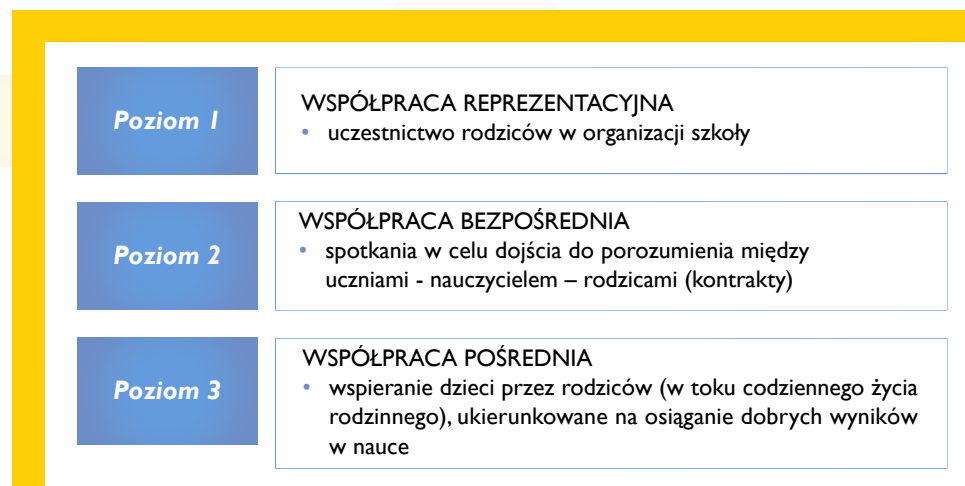 Poziom 1
WSPÓŁPRACA REPREZENTACYJNA
• uczestnictwo rodziców w organizacji szkoły
Poziom 2
WSPÓŁPRACA BEZPOŚREDNIA
• spotkania w celu dojścia do porozumienia między
uczniami - nauczycielem – rodzicami (kontrakty)
Poziom 3
WSPÓŁPRACA POŚREDNIA
• wspieranie dzieci przez rodziców (w toku codziennego życia
rodzinnego), ukierunkowane na osiąganie dobrych wyników
w nauce